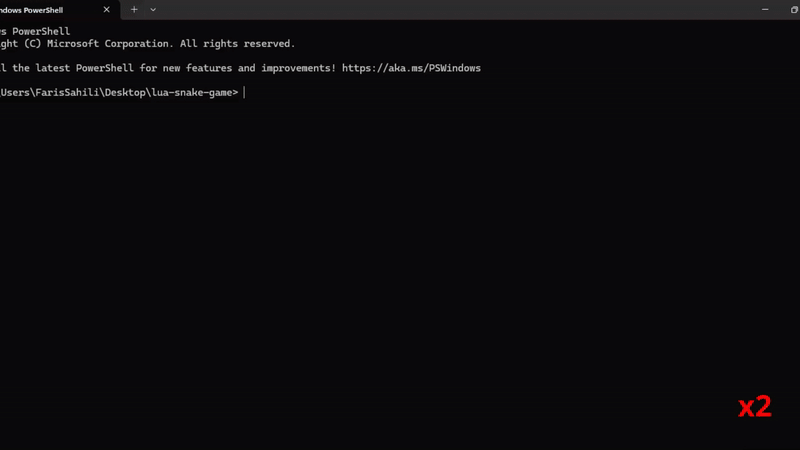 ndows PowerShell
s PowerShell
ght (C) Microsoft Corporation. All rights reserved.
l the latest PowerShell for new features and improvements! https://aka.ms/PSWindows
Users\FarisSahili\Desktop\lua-snake-game>
x2